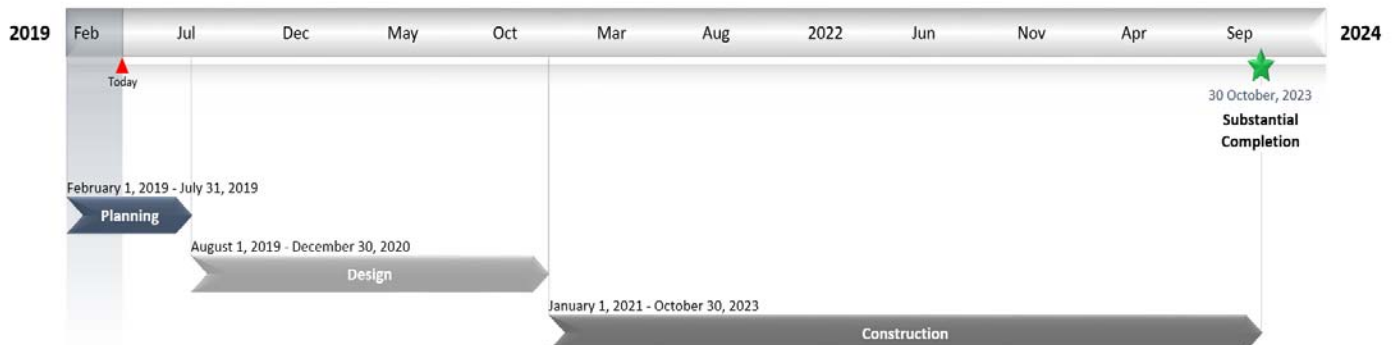 2019 Feb Jul Dec May Oct Mar Aug 2022 Jun Nov Apr Sep 2024
Today
30 October, 2023
Substantial
Completion
February 1, 2019 - July 31, 2019
Planning
August 1, 2019 - December 30, 2020
Design
January 1, 2021 - October 30, 2023
Construction